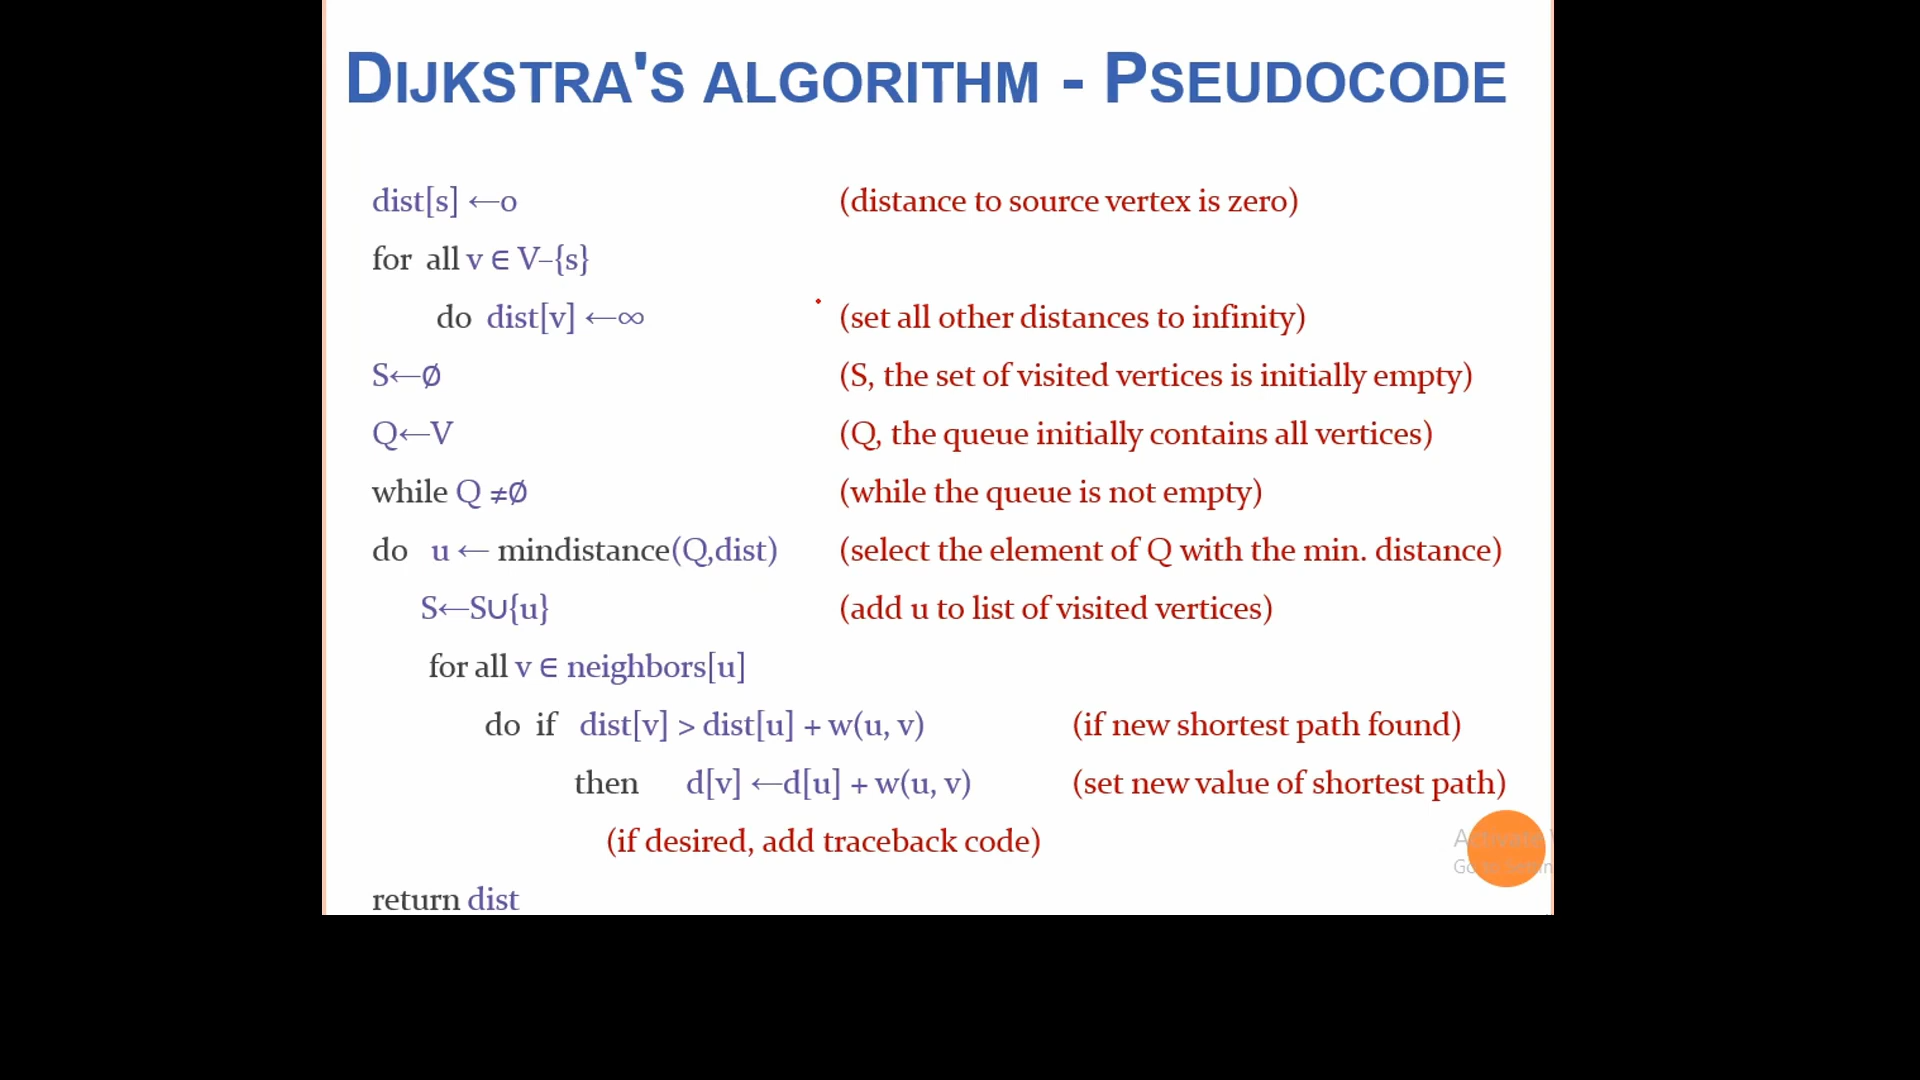 DIJKSTRA'S ALGORITHM - PSEUDOCODE
dist[s] ←0 (distance to source vertex is zero)
for all v ∈ V–{s}
do dist[v] ←∞ (set all other distances to infinity)
S←∅ (S, the set of visited vertices is initially empty)
Q←V (Q, the queue initially contains all vertices)
while Q ≠∅ (while the queue is not empty)
do u ← mindistance(Q,dist) (select the element of Q with the min. distance)
S←S∪{u} (add u to list of visited vertices)
for all v ∈ neighbors[u]
do if dist[v] > dist[u] + w(u, v) (if new shortest path found)
then d[v] ←d[u] + w(u, v) (set new value of shortest path)
(if desired, add traceback code)
return dist